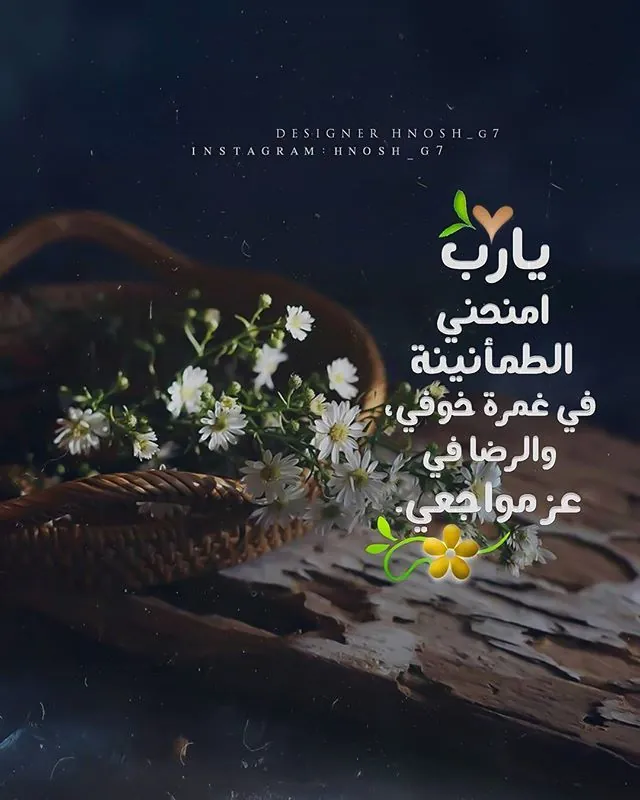 DESIGNER HNOSH_G7
INSTAGRAM:HNOSH_G7
يارب
امنحني
الطمأنينة
في غمرة خوفي،
والرضا في
عز مواجعي.